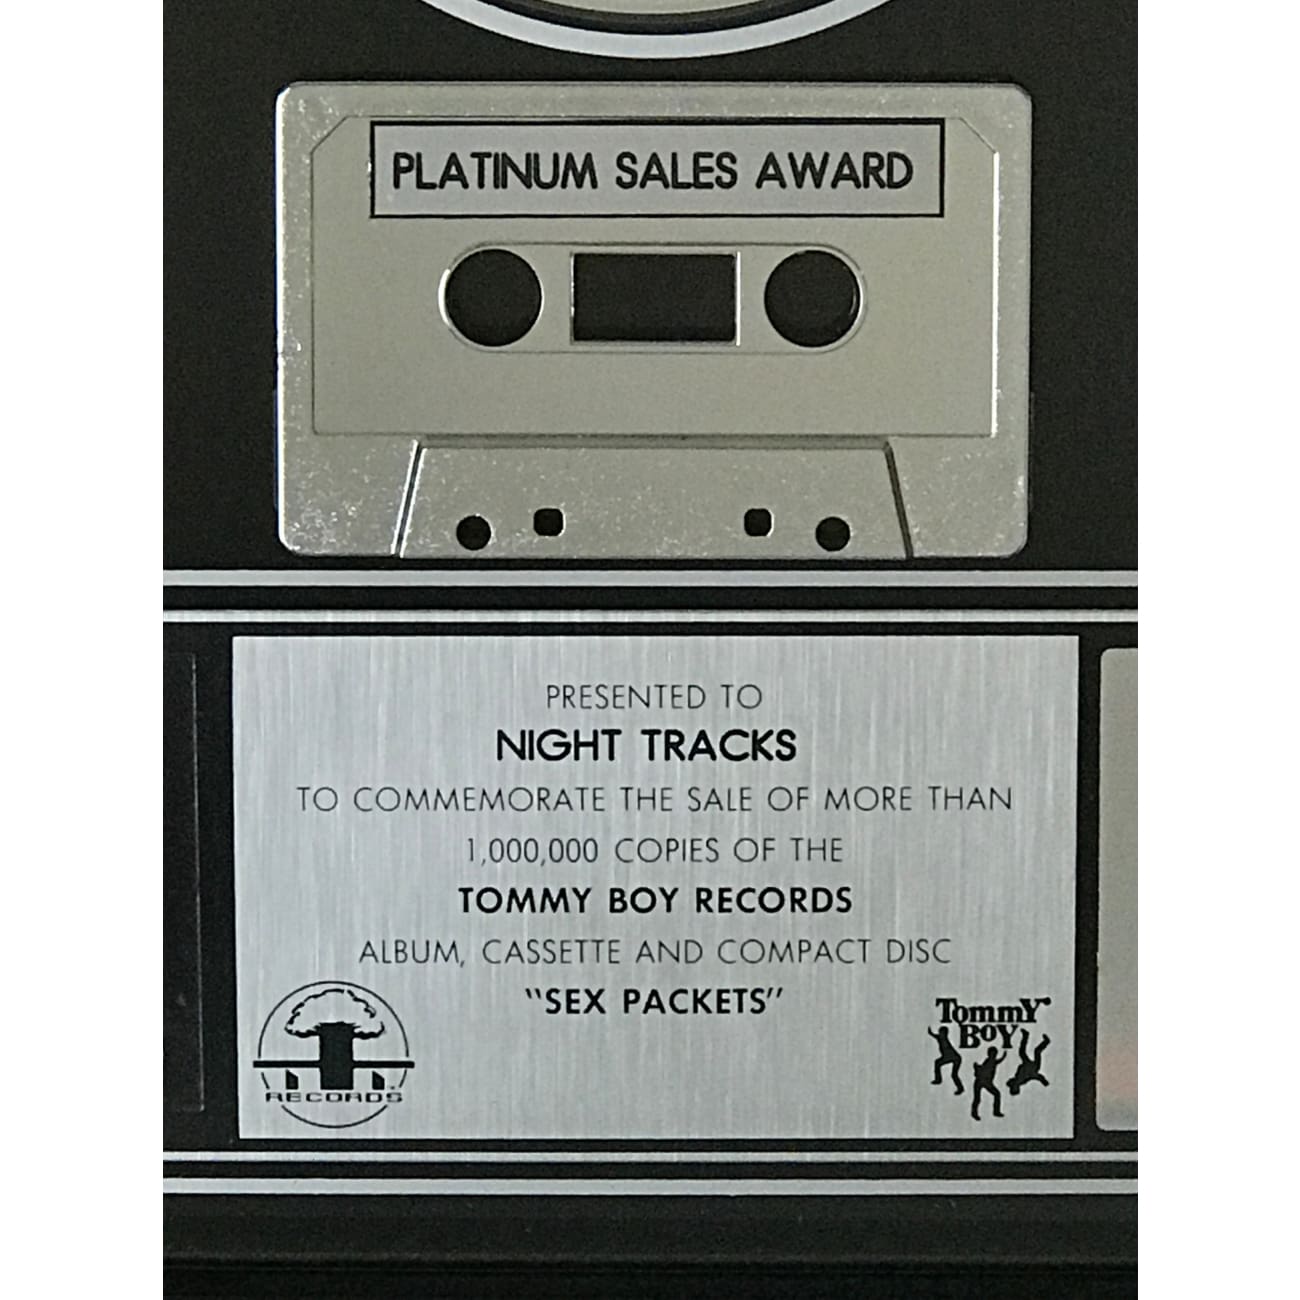 PLATINUM SALES AWARD
PRESENTED TO
NIGHT TRACKS
TO COMMEMORATE THE SALE OF MORE THAN
1,000,000 COPIES OF THE
TOMMY BOY RECORDS
ALBUM, CASSETTE AND COMPACT DISC
"SEX PACKETS"
RECORDS
Tommy
Boy